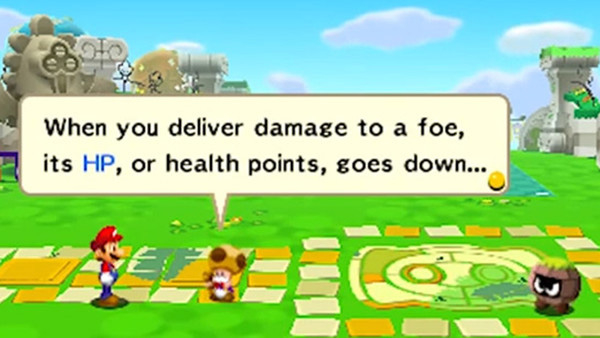 When you deliver damage to a foe,
its HP, or health points, goes down...